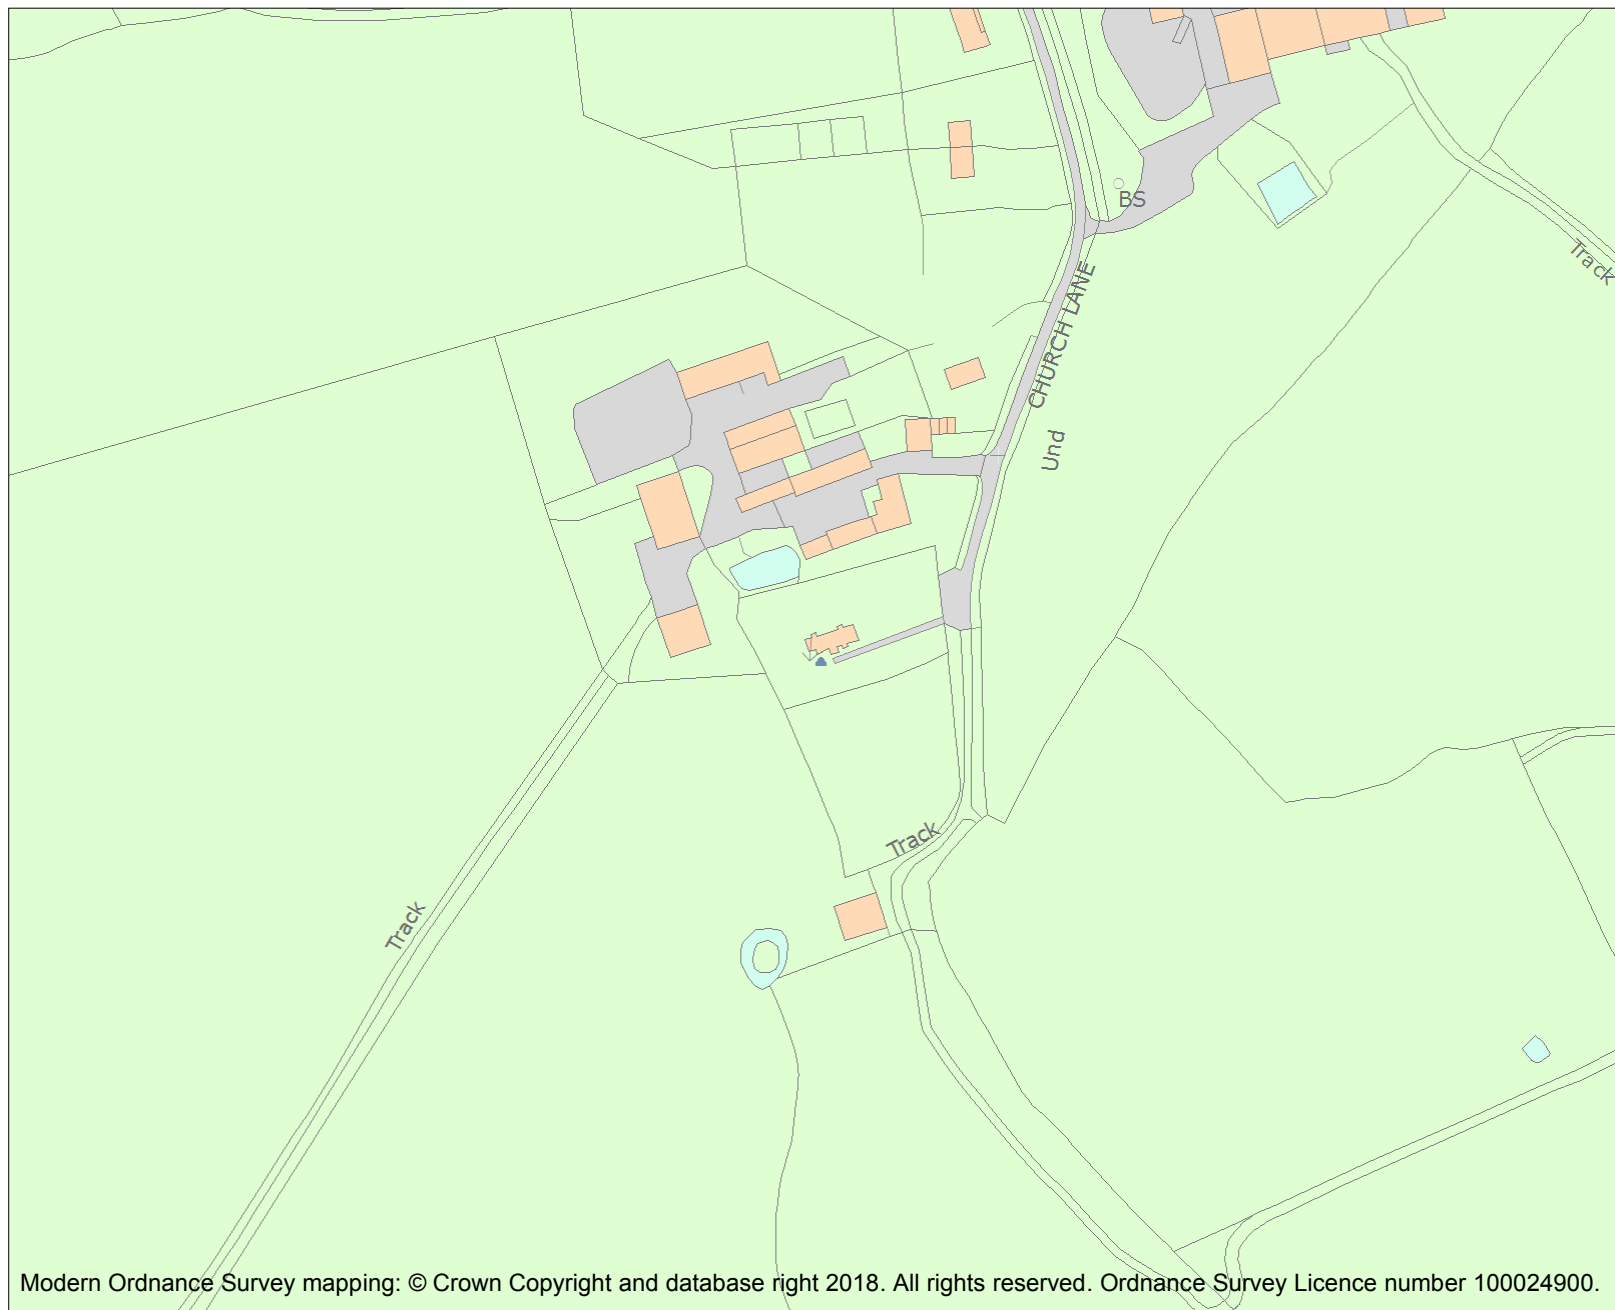 BS
Track
CHURCH LANE
Und
Track
Track
Modern Ordnance Survey mapping: © Crown Copyright and database right 2018. All rights reserved. Ordnance Survey Licence number 100024900.